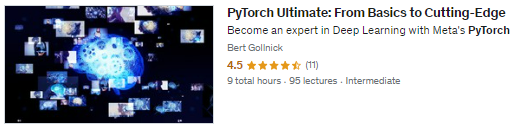 PyTorch Ultimate: From Basics to Cutting-Edge
Become an expert in Deep Learning with Meta's PyTorch
Bert Gollnick
4.5 (11)
9 total hours · 95 lectures · Intermediate